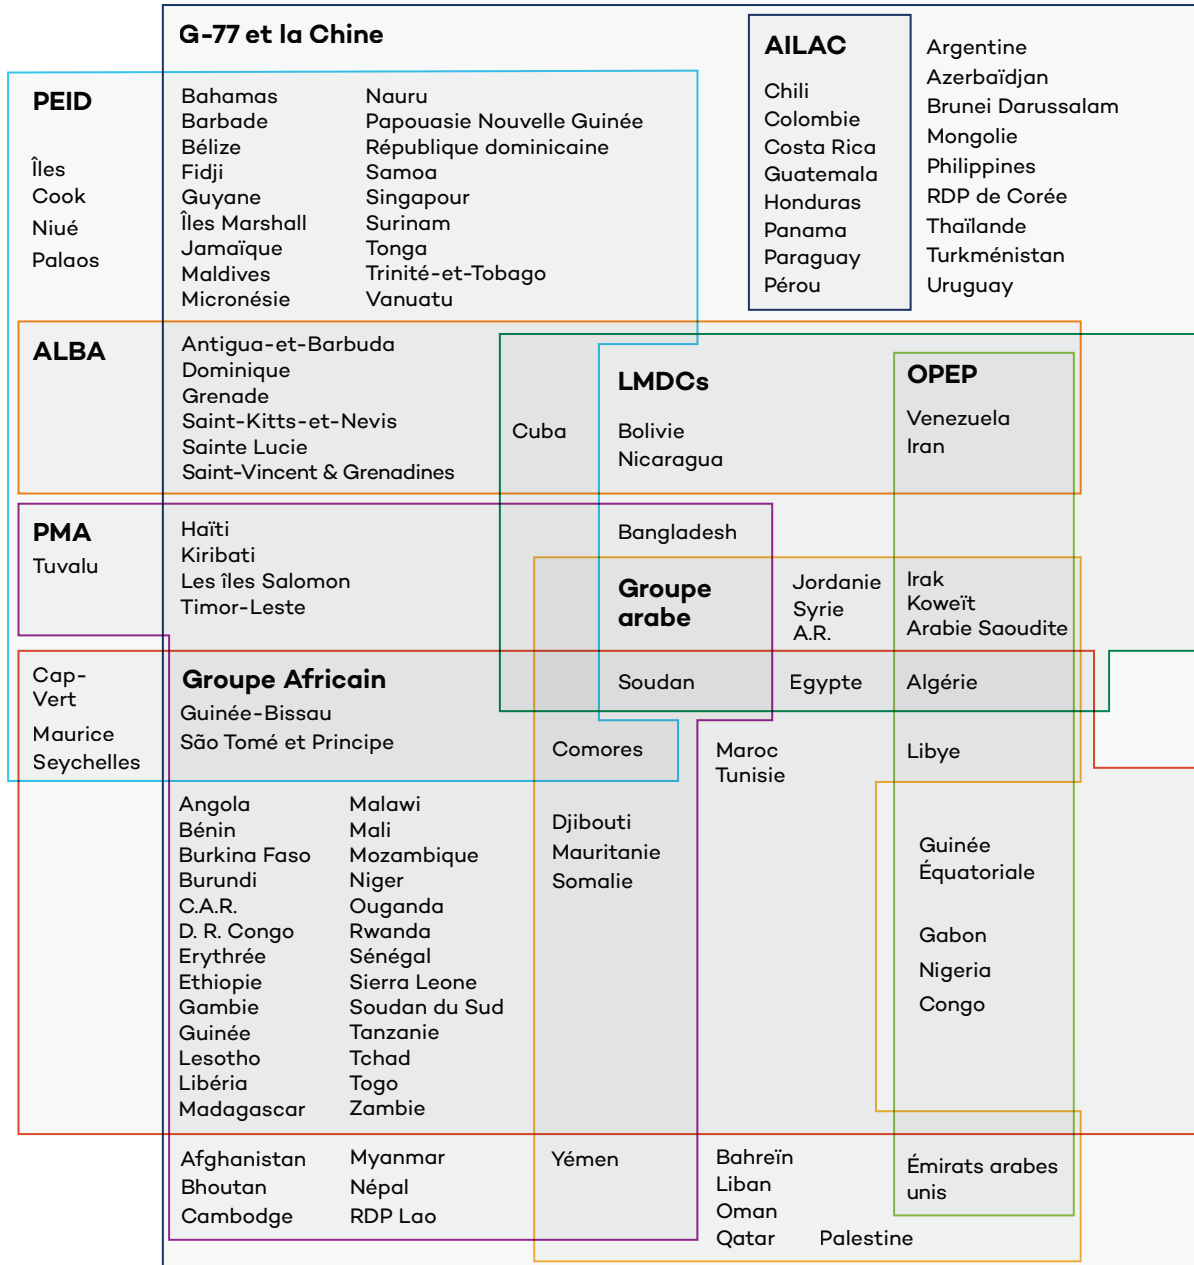 G-77 et la Chine
AILAC
Chili
Colombie
Costa Rica
Guatemala
Honduras
Panama
Paraguay
Pérou
Argentine
Azerbaïdjan
Brunei Darussalam
Mongolie
Philippines
RDP de Corée
Thaïlande
Turkménistan
Uruguay
PEID
Îles
Cook
Niué
Palaos
Bahamas
Barbade
Bélize
Fidji
Guyane
Îles Marshall
Jamaïque
Maldives
Micronésie
Nauru
Papouasie Nouvelle Guinée
République dominicaine
Samoa
Singapour
Surinam
Tonga
Trinité-et-Tobago
Vanuatu
ALBA
Antigua-et-Barbuda
Dominique
Grenade
Saint-Kitts-et-Nevis
Sainte Lucie
Saint-Vincent & Grenadines
Cuba
LMDCs
Bolivie
Nicaragua
OPEP
Venezuela
Iran
PMA
Tuvalu
Haïti
Kiribati
Les îles Salomon
Timor-Leste
Bangladesh
Groupe
arabe
Jordanie
Syrie
A.R.
Irak
Koweït
Arabie Saoudite
Cap-
Vert
Maurice
Seychelles
Groupe Africain
Guinée-Bissau
São Tomé et Principe
Soudan
Egypte
Algérie
Comores
Maroc
Tunisie
Libye
Angola
Bénin
Burkina Faso
Burundi
C.A.R.
D. R. Congo
Erythrée
Ethiopie
Gambie
Guinée
Lesotho
Libéria
Madagascar
Malawi
Mali
Mozambique
Niger
Ouganda
Rwanda
Sénégal
Sierra Leone
Soudan du Sud
Tanzanie
Tchad
Togo
Zambie
Djibouti
Mauritanie
Somalie
Guinée
Équatoriale
Gabon
Nigeria
Congo
Afghanistan
Bhoutan
Cambodge
Myanmar
Népal
RDP Lao
Yémen
Bahreïn
Liban
Oman
Qatar
Palestine
Émirats arabes
unis